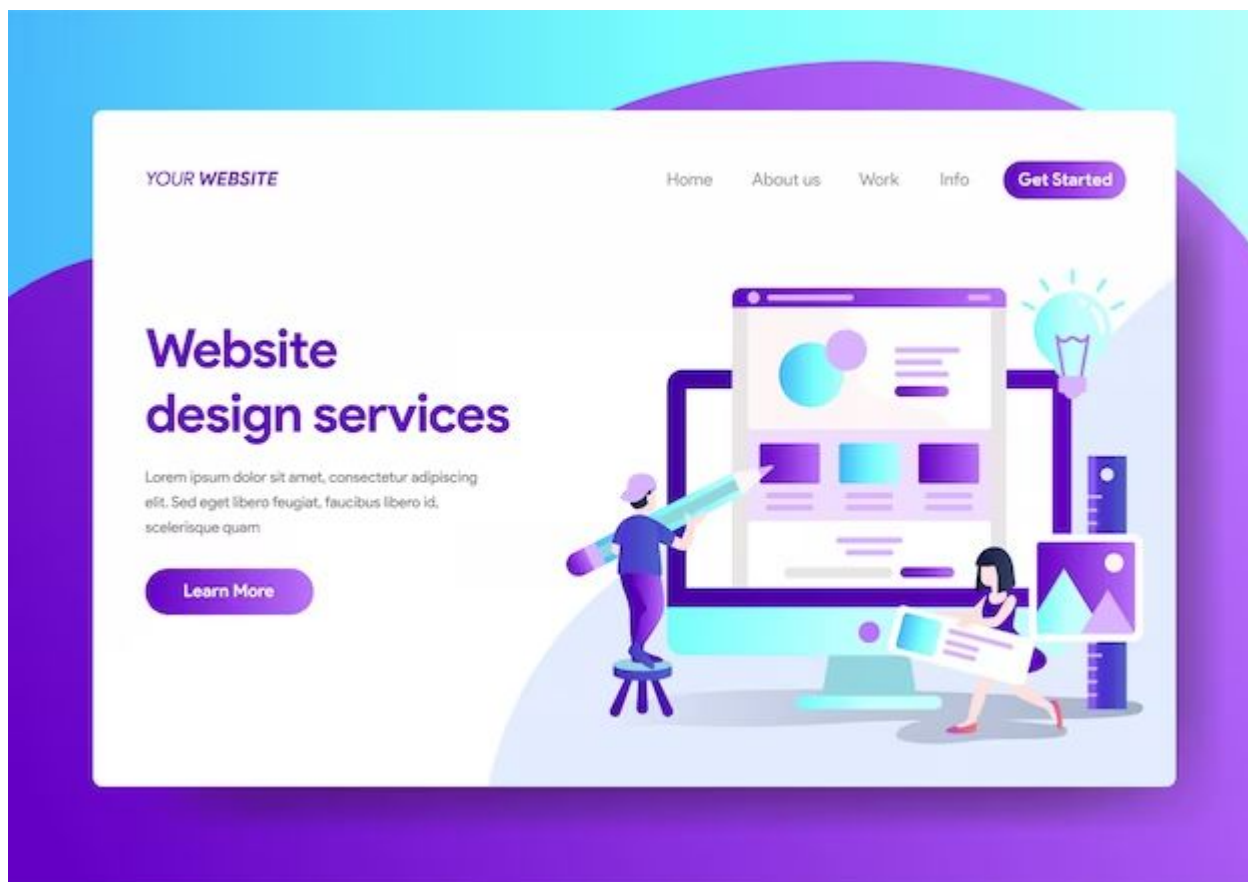 YOUR WEBSITE
Home About us Work Info Get Started
Website
design services
Lorem ipsum dolor sit amet, consectetur adipiscing
elit. Sed eget libero feugiat, faucibus libero id,
scelerisque quam
Learn More